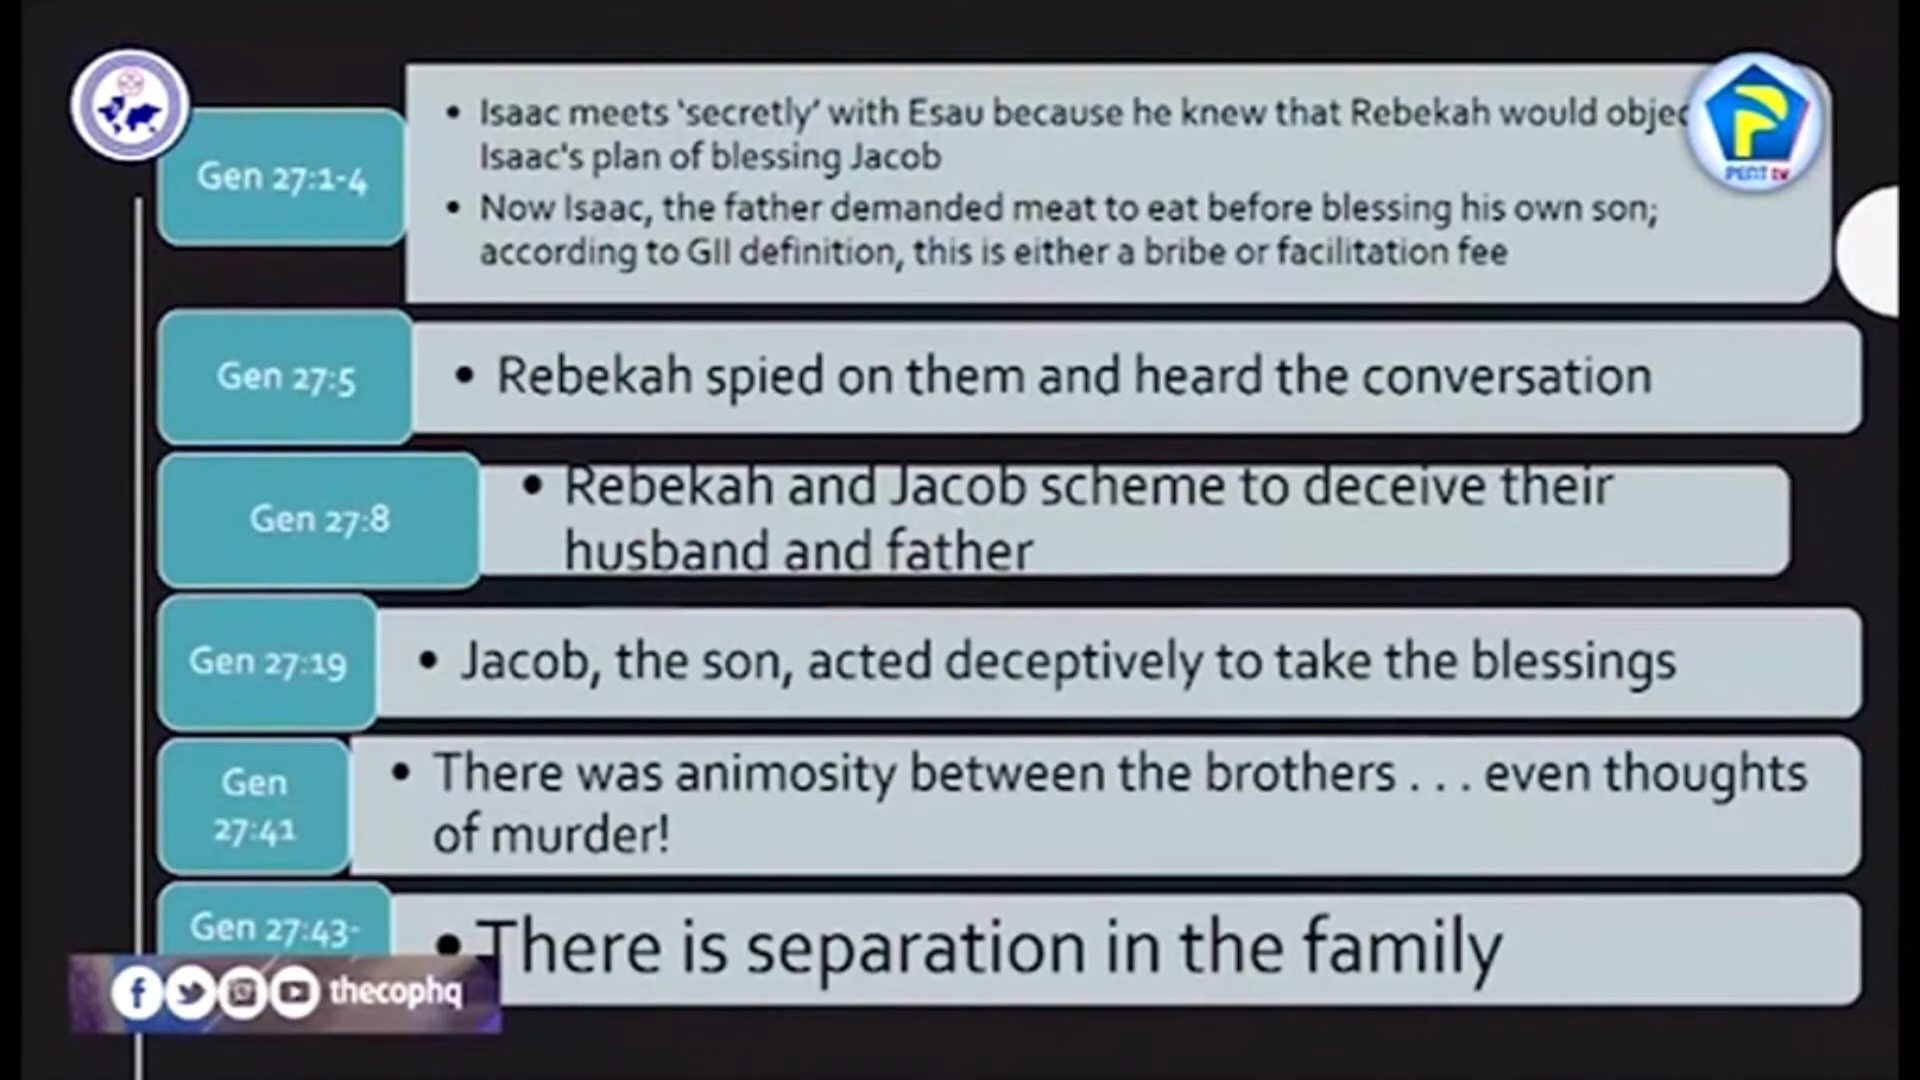 Gen 27:1-4
• Isaac meets ‘secretly’ with Esau because he knew that Rebekah would objec
Isaac's plan of blessing Jacob
• Now Isaac, the father demanded meat to eat before blessing his own son;
according to GII definition, this is either a bribe or facilitation fee
PENT tv
Gen 27:5
• Rebekah spied on them and heard the conversation
Gen 27:8
• Rebekah and Jacob scheme to deceive their
husband and father
Gen 27:19
• Jacob, the son, acted deceptively to take the blessings
Gen
27:41
• There was animosity between the brothers . . . even thoughts
of murder!
Gen 27:43-
• There is separation in the family
thecophq